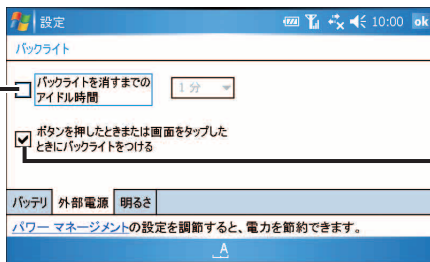 設定 10:00 ok
バックライト
バックライトを消すまでの
アイドル時間
1 分
ボタンを押したときまたは画面をタップした
ときにバックライトをつける
バッテリ 外部電源 明るさ
パワー マネージメントの設定を調節すると、電力を節約できます。
A